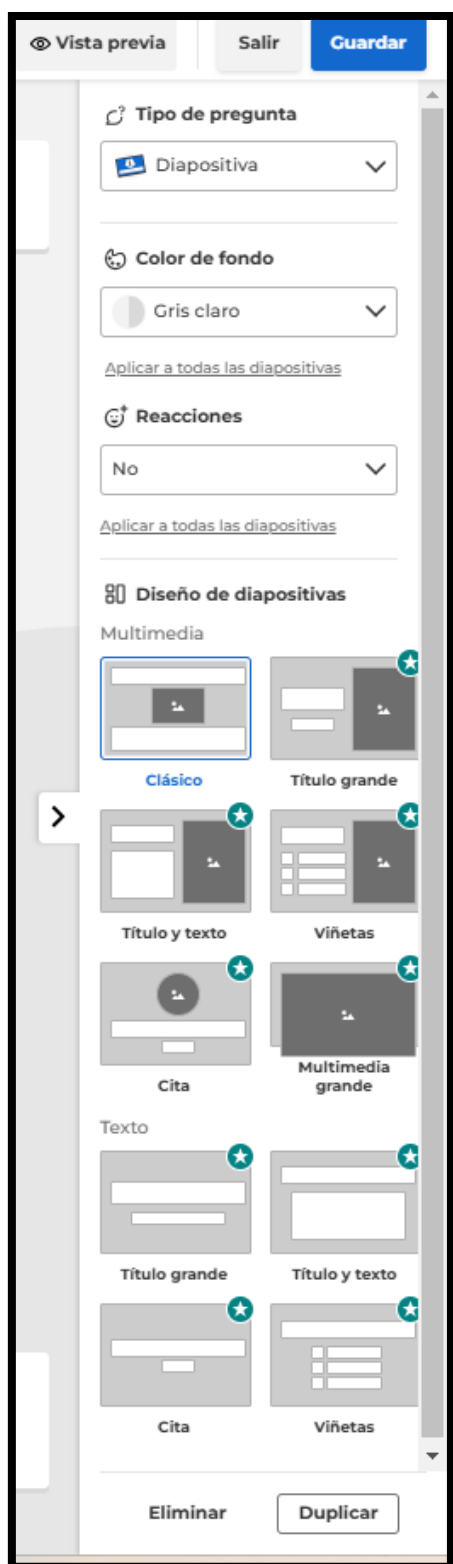 Vista previa
Salir
Guardar
Tipo de pregunta
Diapositiva
Color de fondo
Gris claro
Aplicar a todas las diapositivas
Reacciones
No
Aplicar a todas las diapositivas
Diseño de diapositivas
Multimedia
Clásico
Título grande
Título y texto
Viñetas
Cita
Multimedia
grande
Texto
Título grande
Título y texto
Cita
Viñetas
Eliminar
Duplicar